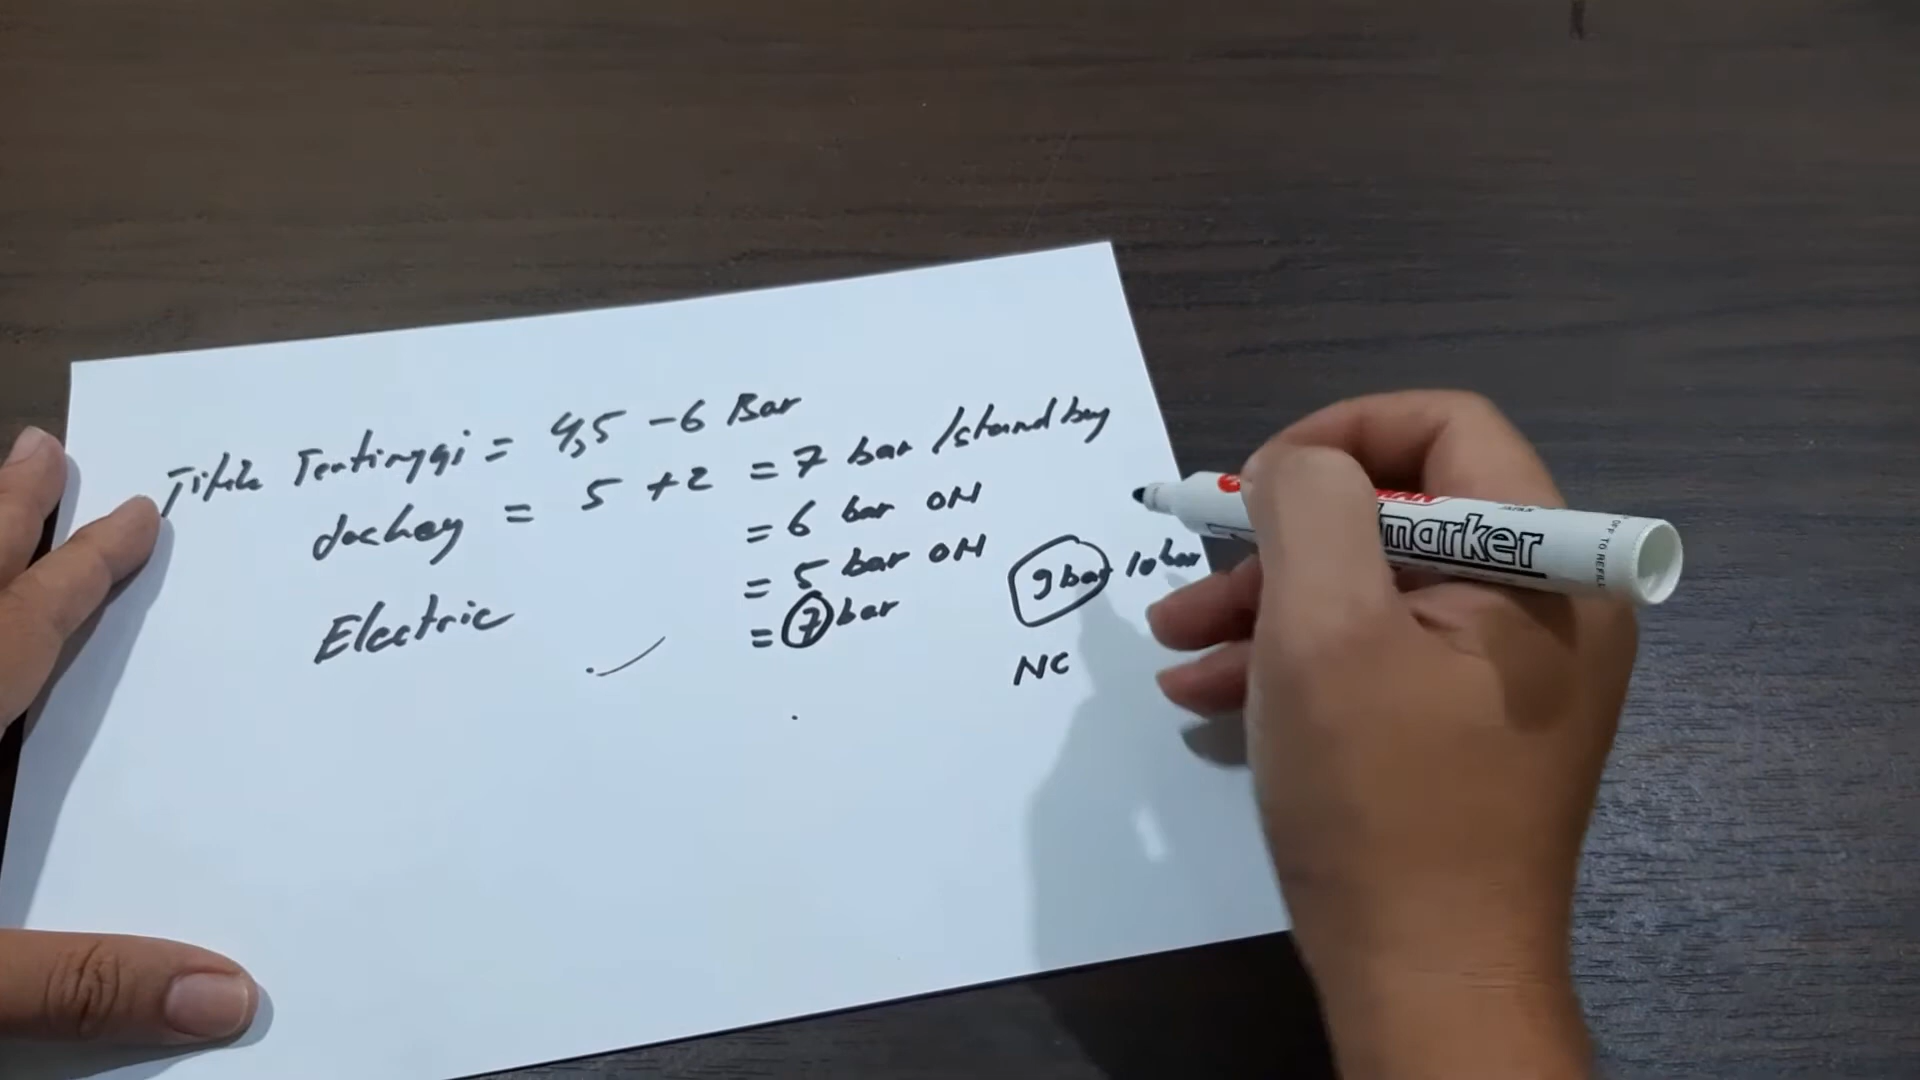 Titik Tertinggi = 4,5 - 6 Bar
Jockey = 5 + 2 = 7 bar / standby
= 6 bar ON
= 5 bar ON
Electric = 7 bar
9 bar 10 bar
NC
marker
JAPAN